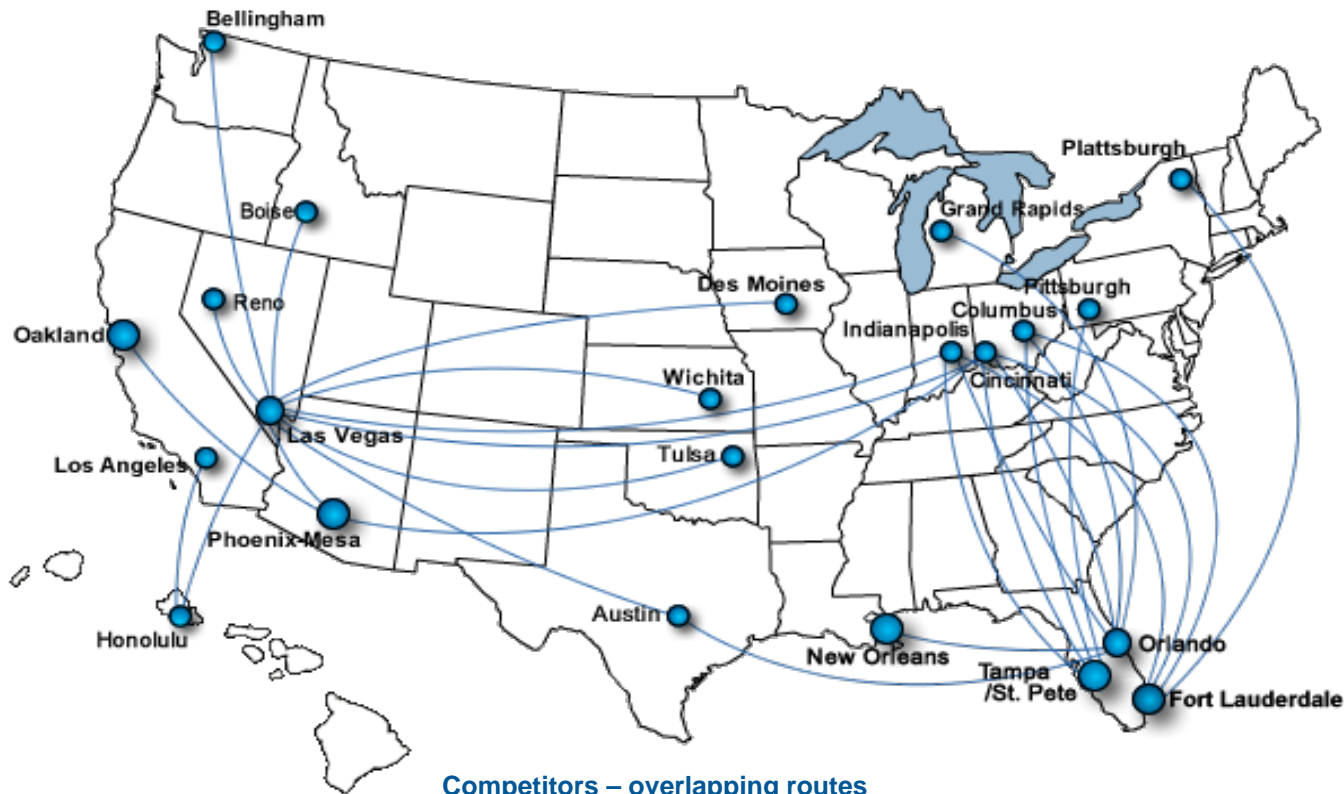 Bellingham
Plattsburgh
Boise
Grand Rapids
Reno
Des Moines
Pittsburgh
Columbus
Oakland
Indianapolis
Wichita
Cincinnati
Las Vegas
Los Angeles
Tulsa
Phoenix-Mesa
Austin
Honolulu
New Orleans
Orlando
Tampa
/St. Pete
Fort Lauderdale
Competitors – overlapping routes